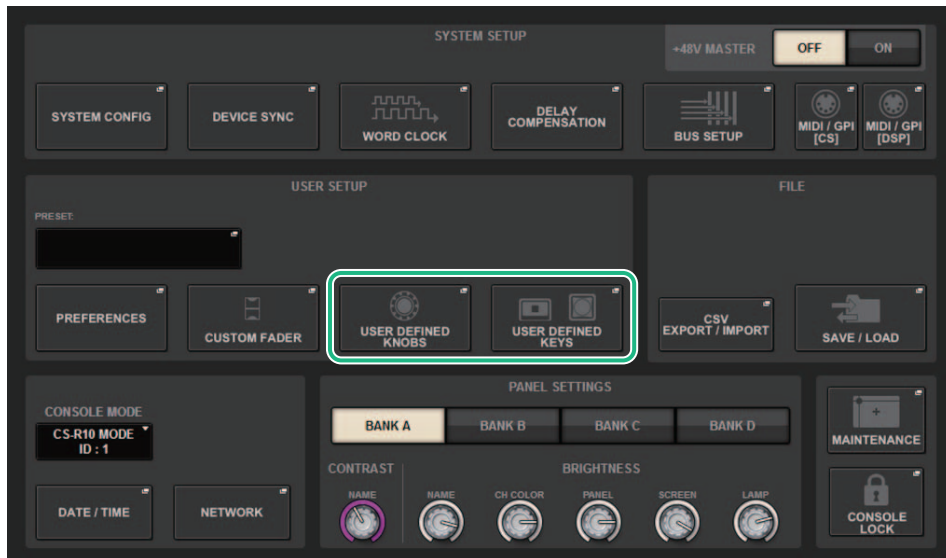 SYSTEM SETUP
+48V MASTER
OFF
ON
SYSTEM CONFIG
DEVICE SYNC
WORD CLOCK
DELAY
COMPENSATION
BUS SETUP
MIDI / GPI
[CS]
MIDI / GPI
[DSP]
USER SETUP
PRESET:
PREFERENCES
CUSTOM FADER
USER DEFINED
KNOBS
USER DEFINED
KEYS
FILE
CSV
EXPORT / IMPORT
SAVE / LOAD
CONSOLE MODE
CS-R10 MODE
ID : 1
DATE / TIME
NETWORK
PANEL SETTINGS
BANK A
BANK B
BANK C
BANK D
CONTRAST
BRIGHTNESS
NAME
NAME
CH COLOR
PANEL
SCREEN
LAMP
MAINTENANCE
CONSOLE
LOCK